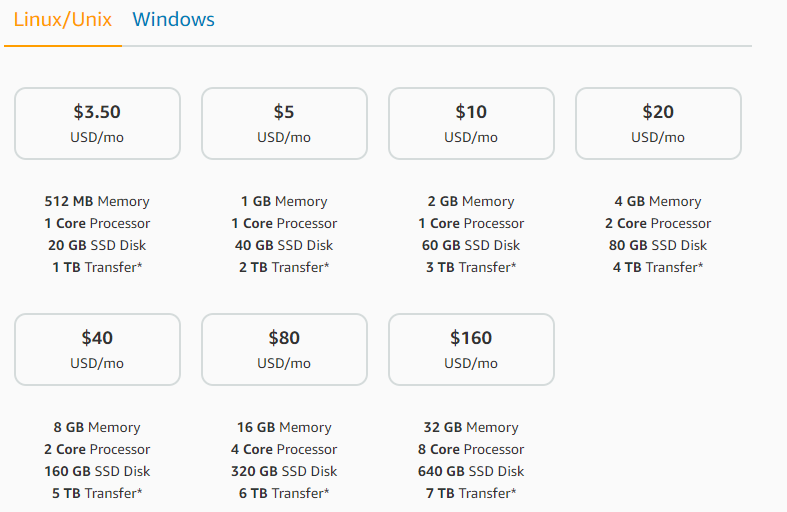 Linux/Unix Windows
$3.50 $5 $10 $20
USD/mo USD/mo USD/mo USD/mo
512 MB Memory 1 GB Memory 2 GB Memory 4 GB Memory
1 Core Processor 1 Core Processor 1 Core Processor 2 Core Processor
20 GB SSD Disk 40 GB SSD Disk 60 GB SSD Disk 80 GB SSD Disk
1 TB Transfer* 2 TB Transfer* 3 TB Transfer* 4 TB Transfer*
$40 $80 $160
USD/mo USD/mo USD/mo
8 GB Memory 16 GB Memory 32 GB Memory
2 Core Processor 4 Core Processor 8 Core Processor
160 GB SSD Disk 320 GB SSD Disk 640 GB SSD Disk
5 TB Transfer* 6 TB Transfer* 7 TB Transfer*